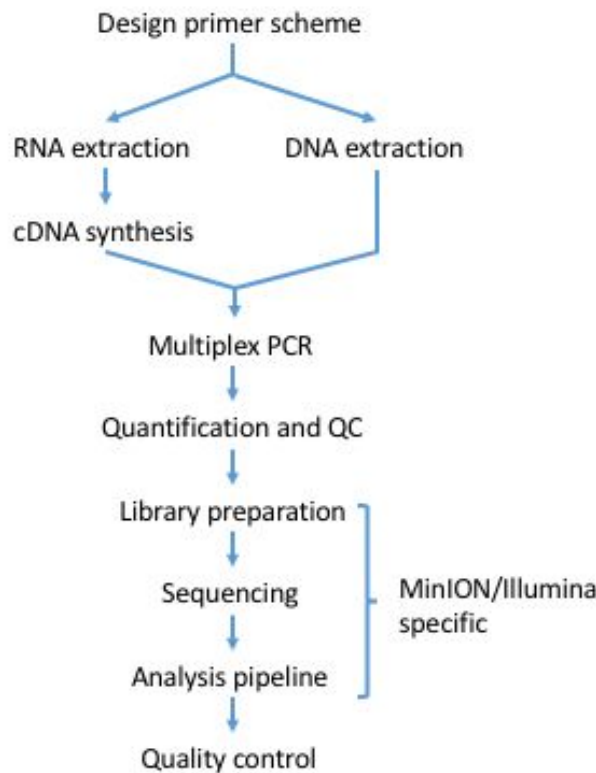 Design primer scheme
RNA extraction
DNA extraction
cDNA synthesis
Multiplex PCR
Quantification and QC
Library preparation
Sequencing
MinION/Illumina
specific
Analysis pipeline
Quality control